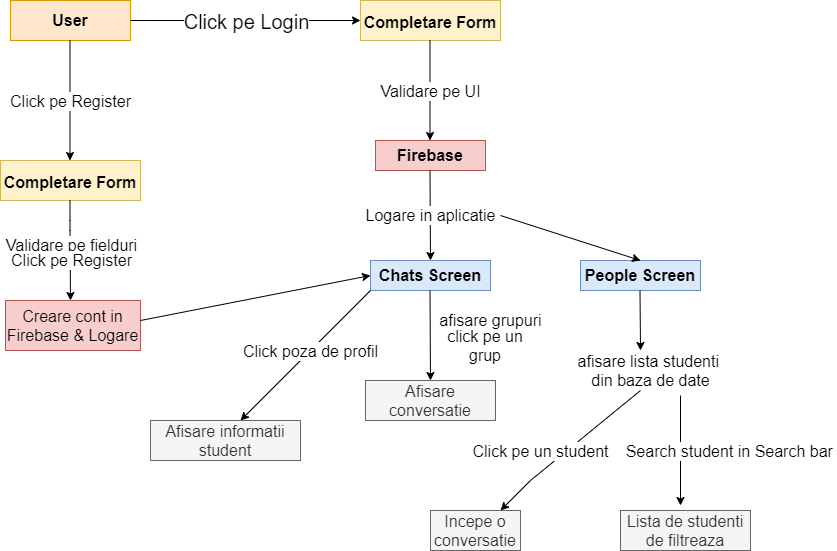 User
Click pe Login
Completare Form
Click pe Register
Validare pe UI
Firebase
Completare Form
Logare in aplicatie
Validare pe fielduri
Click pe Register
Chats Screen
People Screen
Creare cont in
Firebase & Logare
afisare grupuri
click pe un
grup
Click poza de profil
afisare lista studenti
din baza de date
Afisare
conversatie
Afisare informatii
student
Click pe un student
Search student in Search bar
Incepe o
conversatie
Lista de studenti
de filtreaza